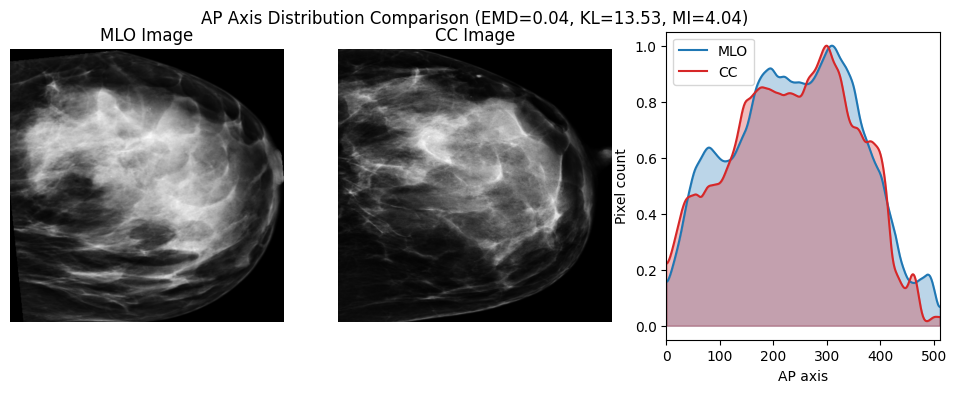 AP Axis Distribution Comparison (EMD=0.04, KL=13.53, MI=4.04)
MLO Image
CC Image
MLO
CC
Pixel count
1.0
0.8
0.6
0.4
0.2
0.0
0 100 200 300 400 500
AP axis